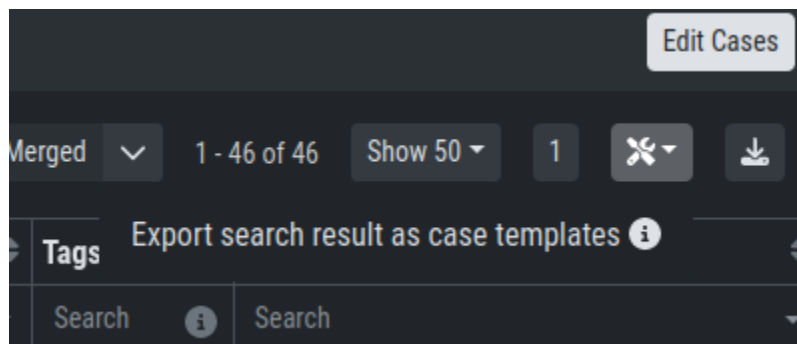 Edit Cases
Merged 1 - 46 of 46 Show 50 1
Export search result as case templates
Tags
Search Search